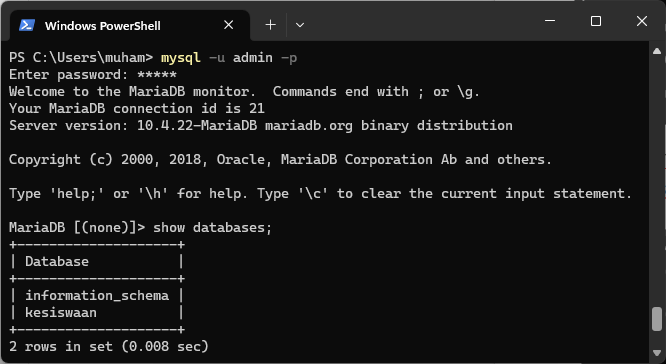 Windows PowerShell
PS C:\Users\muham> mysql -u admin -p
Enter password: *****
Welcome to the MariaDB monitor.  Commands end with ; or \g.
Your MariaDB connection id is 21
Server version: 10.4.22-MariaDB mariadb.org binary distribution

Copyright (c) 2000, 2018, Oracle, MariaDB Corporation Ab and others.

Type 'help;' or '\h' for help. Type '\c' to clear the current input statement.

MariaDB [(none)]> show databases;
+--------------------+
| Database           |
+--------------------+
| information_schema |
| kesiswaan          |
+--------------------+
2 rows in set (0.008 sec)